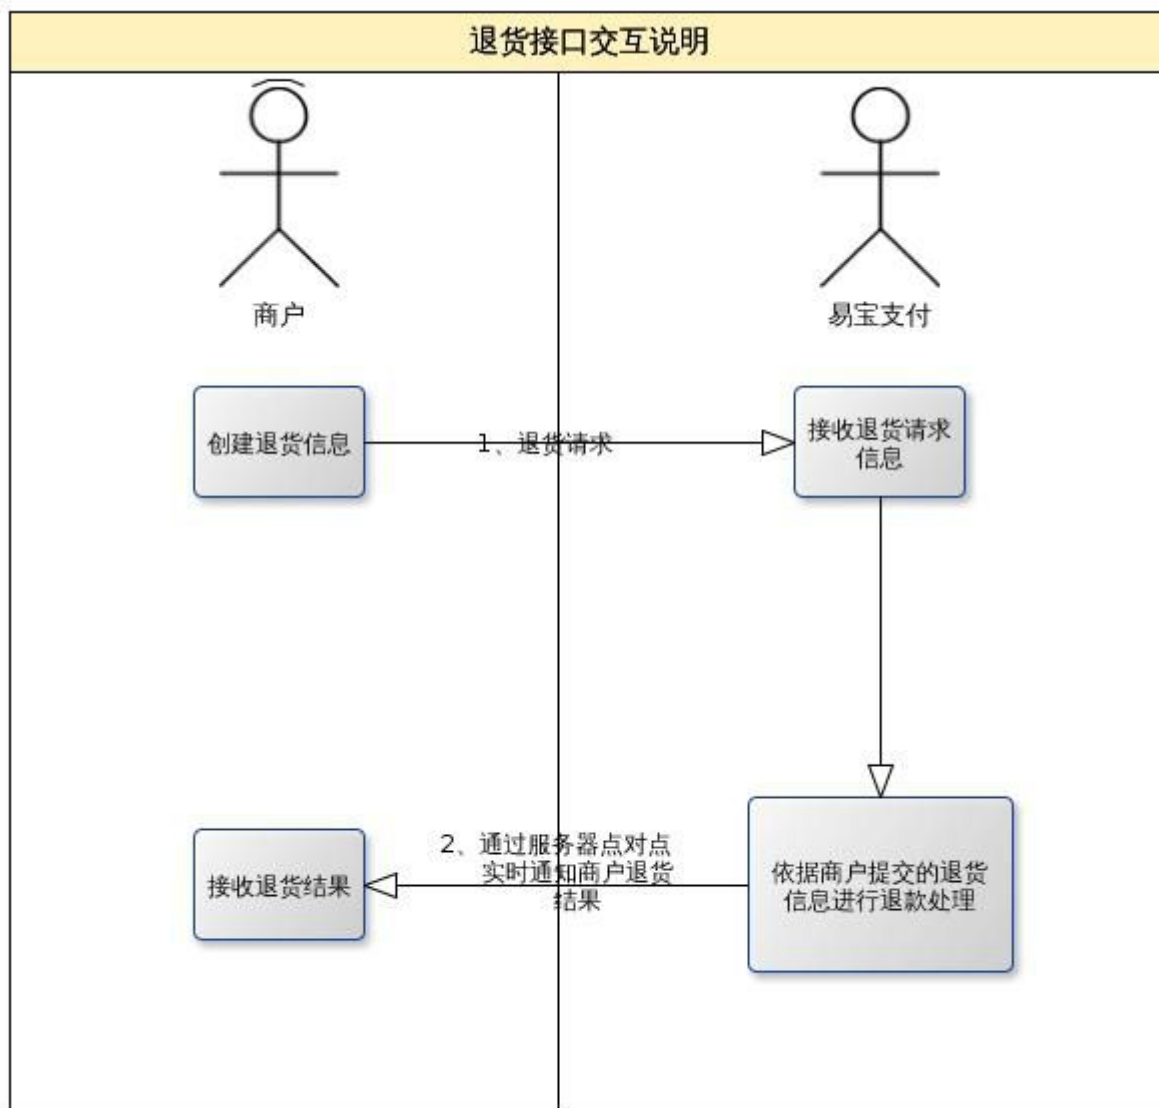 退货接口交互说明
商户
易宝支付
创建退货信息
1、退货请求
接收退货请求
信息
接收退货结果
2、通过服务器点对点
实时通知商户退货
结果
依据商户提交的退货
信息进行退款处理